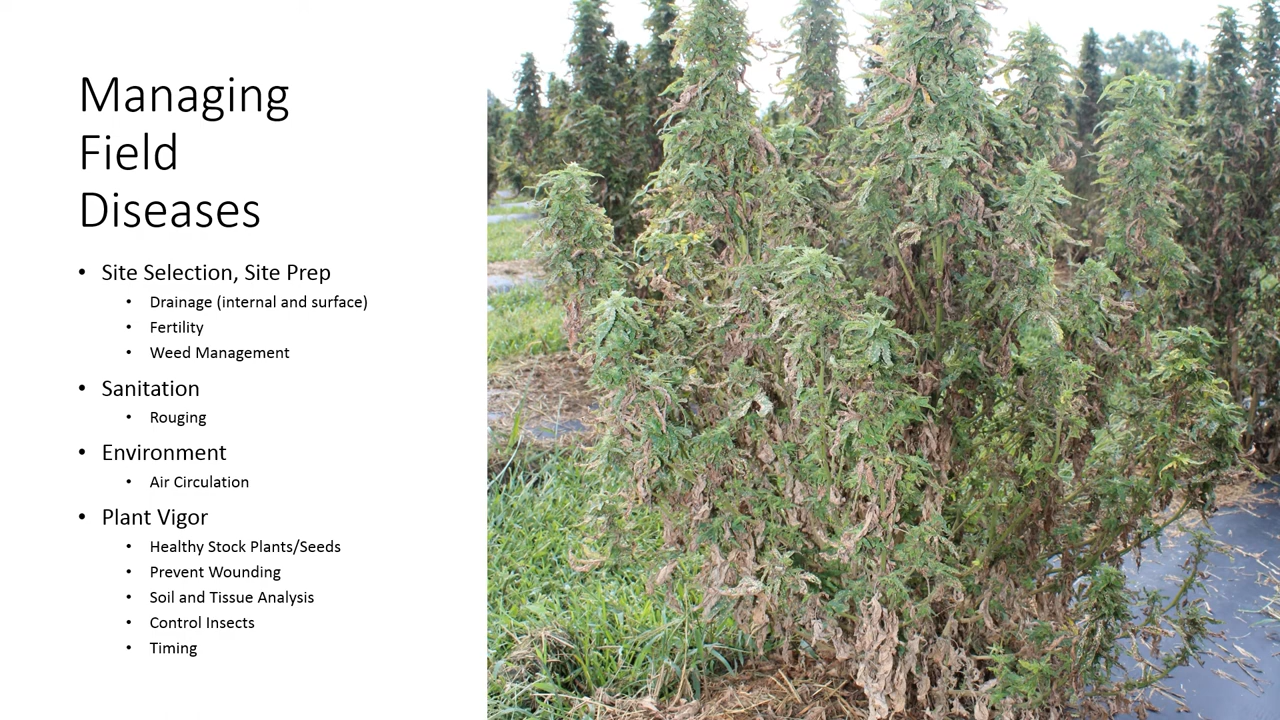 Managing
Field
Diseases
• Site Selection, Site Prep
• Drainage (internal and surface)
• Fertility
• Weed Management
• Sanitation
• Rouging
• Environment
• Air Circulation
• Plant Vigor
• Healthy Stock Plants/Seeds
• Prevent Wounding
• Soil and Tissue Analysis
• Control Insects
• Timing